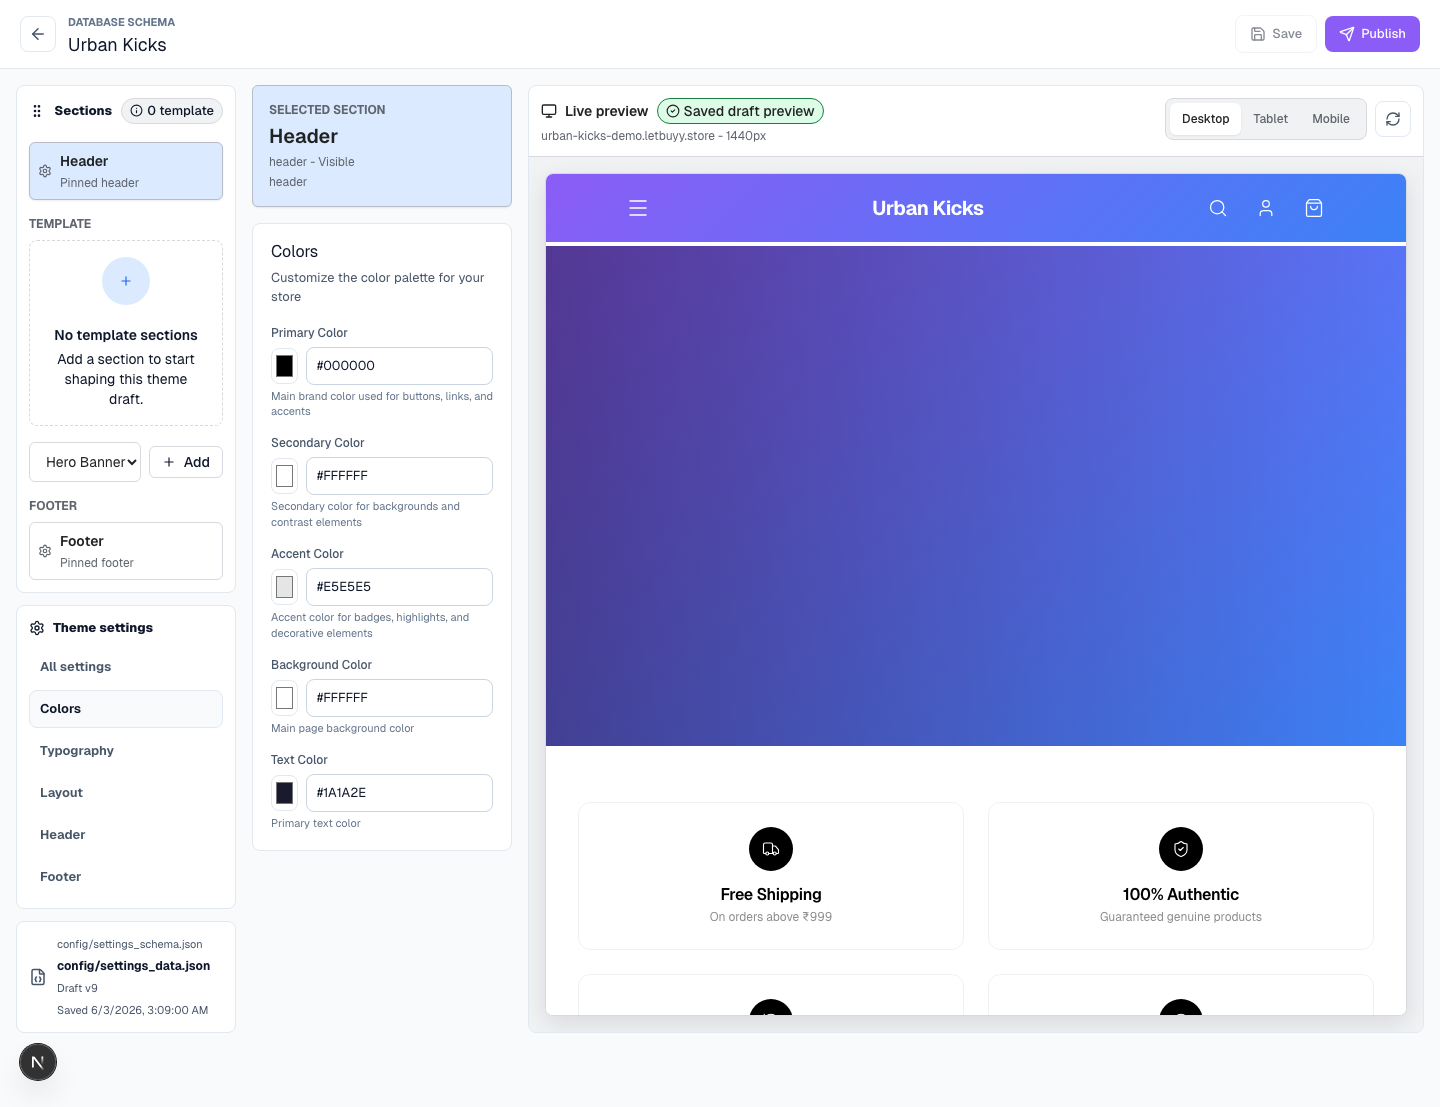 DATABASE SCHEMA
Urban Kicks
Save
Publish
Sections
0 template
Header
Pinned header
TEMPLATE
No template sections
Add a section to start
shaping this theme
draft.
Hero Banner
Add
FOOTER
Footer
Pinned footer
Theme settings
All settings
Colors
Typography
Layout
Header
Footer
config/settings_schema.json
config/settings_data.json
Draft v9
Saved 6/3/2026, 3:09:00 AM
SELECTED SECTION
Header
header - Visible
header
Colors
Customize the color palette for your
store
Primary Color
#000000
Main brand color used for buttons, links, and
accents
Secondary Color
#FFFFFF
Secondary color for backgrounds and
contrast elements
Accent Color
#E5E5E5
Accent color for badges, highlights, and
decorative elements
Background Color
#FFFFFF
Main page background color
Text Color
#1A1A2E
Primary text color
Live preview
Saved draft preview
urban-kicks-demo.letbuyy.store - 1440px
Desktop
Tablet
Mobile
Urban Kicks
Free Shipping
On orders above ₹999
100% Authentic
Guaranteed genuine products
N